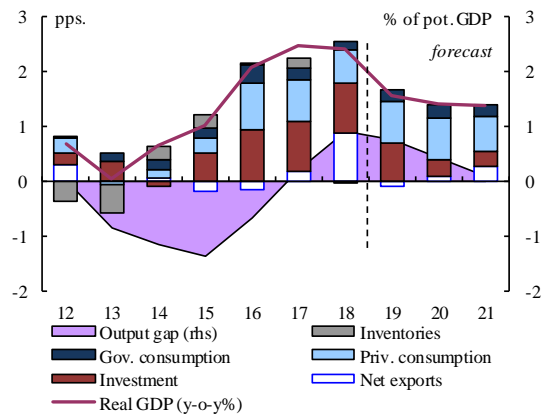 pps. % of pot. GDP
forecast
3 3
2 2
1 1
0 0
-1 -1
-2 -2
12 13 14 15 16 17 18 19 20 21
Output gap (rhs) Inventories
Gov. consumption Priv. consumption
Investment Net exports
Real GDP (y-o-y%)